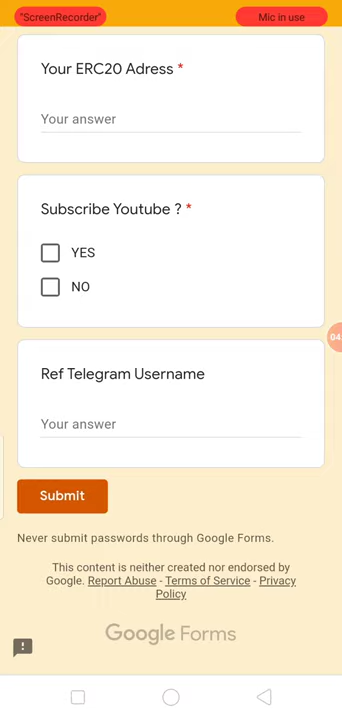 "ScreenRecorder"
Mic in use
Your ERC20 Adress *
Your answer
Subscribe Youtube ? *
YES
NO
04.
Ref Telegram Username
Your answer
Submit
Never submit passwords through Google Forms.
This content is neither created nor endorsed by
Google. Report Abuse - Terms of Service - Privacy
Policy
Google Forms